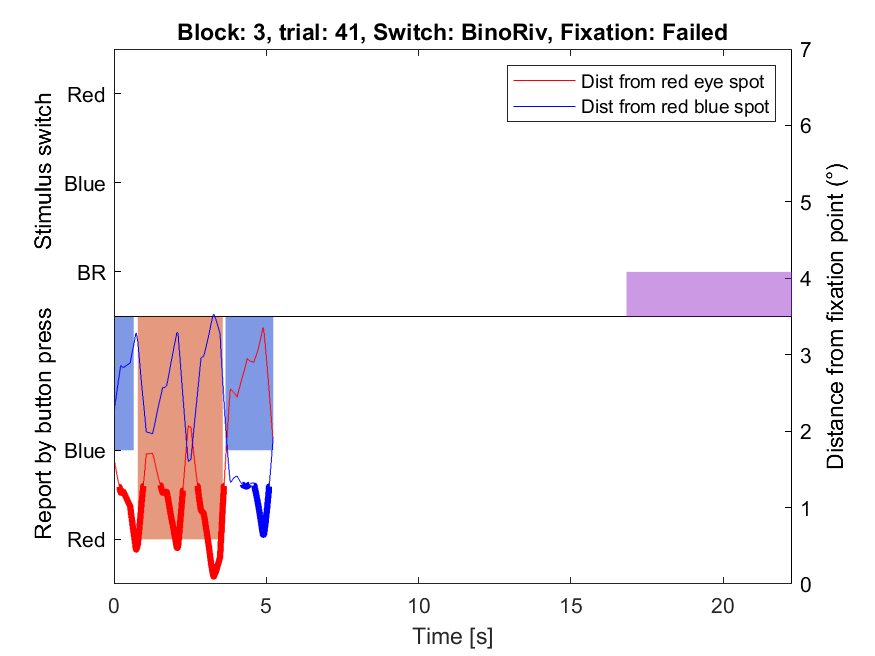 Block: 3, trial: 41, Switch: BinoRiv, Fixation: Failed
Dist from red eye spot
Dist from red blue spot
Stimulus switch
Red
Blue
BR
Report by button press
Blue
Red
7
6
5
4
3
2
1
0
Distance from fixation point (°)
0
5
10
15
20
Time [s]